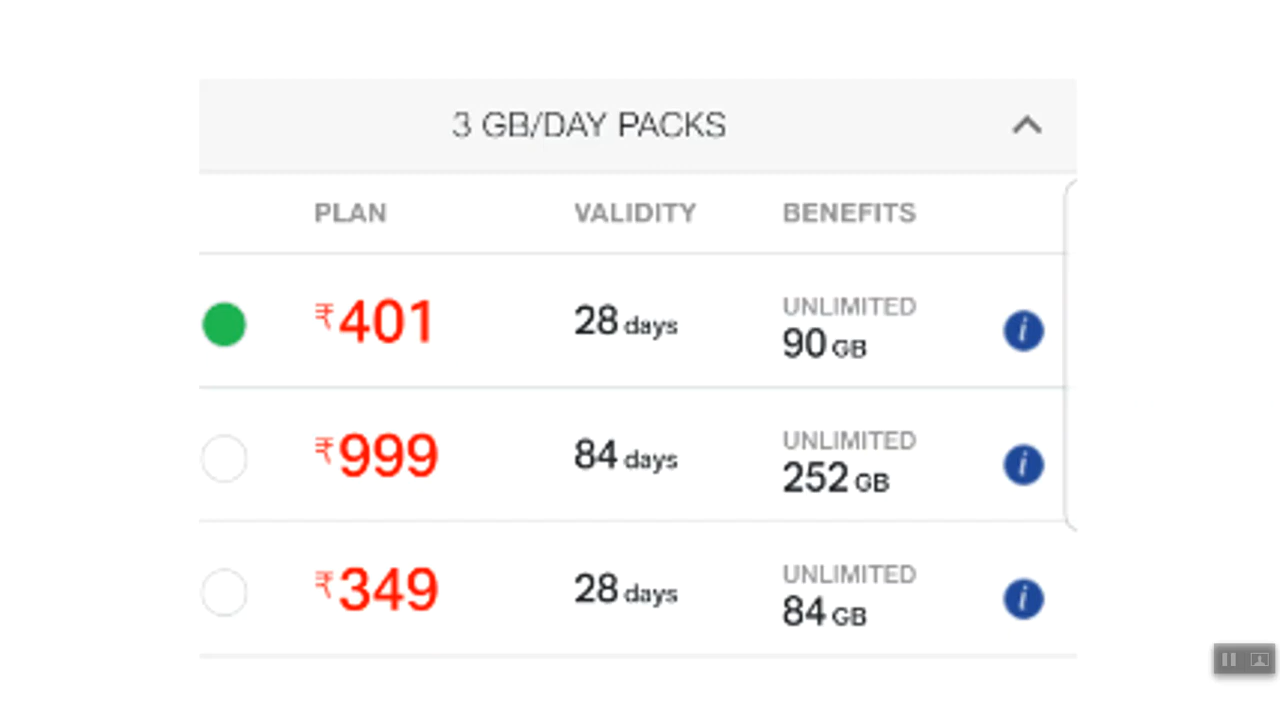 3 GB/DAY PACKS
PLAN VALIDITY BENEFITS
₹401 28 days UNLIMITED
90 GB
i
₹999 84 days UNLIMITED
252 GB
i
₹349 28 days UNLIMITED
84 GB
i